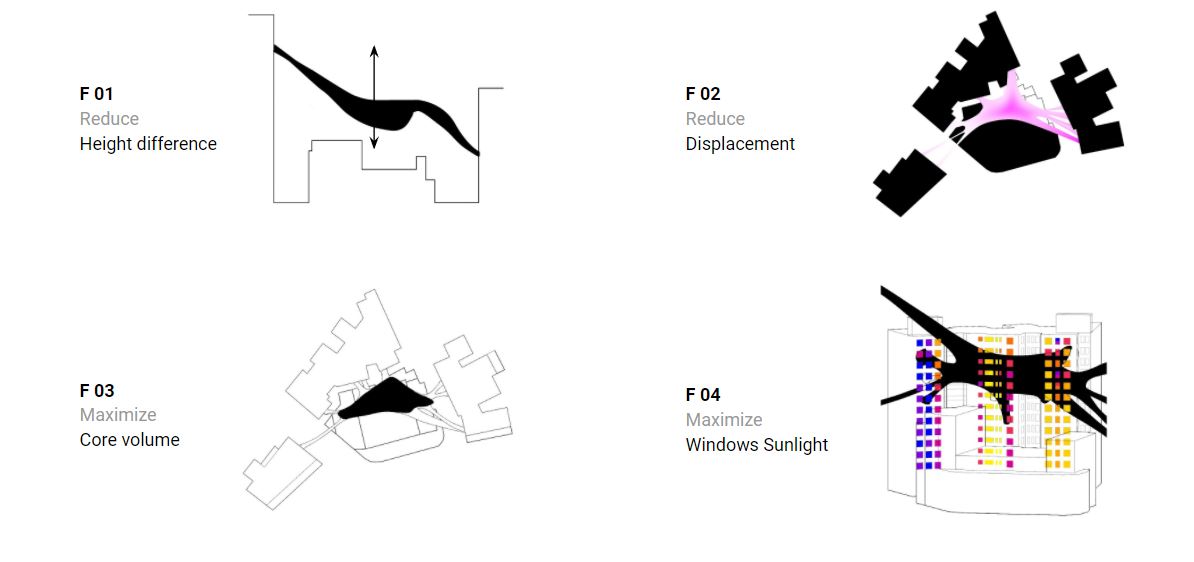 F 01
Reduce
Height difference
F 02
Reduce
Displacement
F 03
Maximize
Core volume
F 04
Maximize
Windows Sunlight